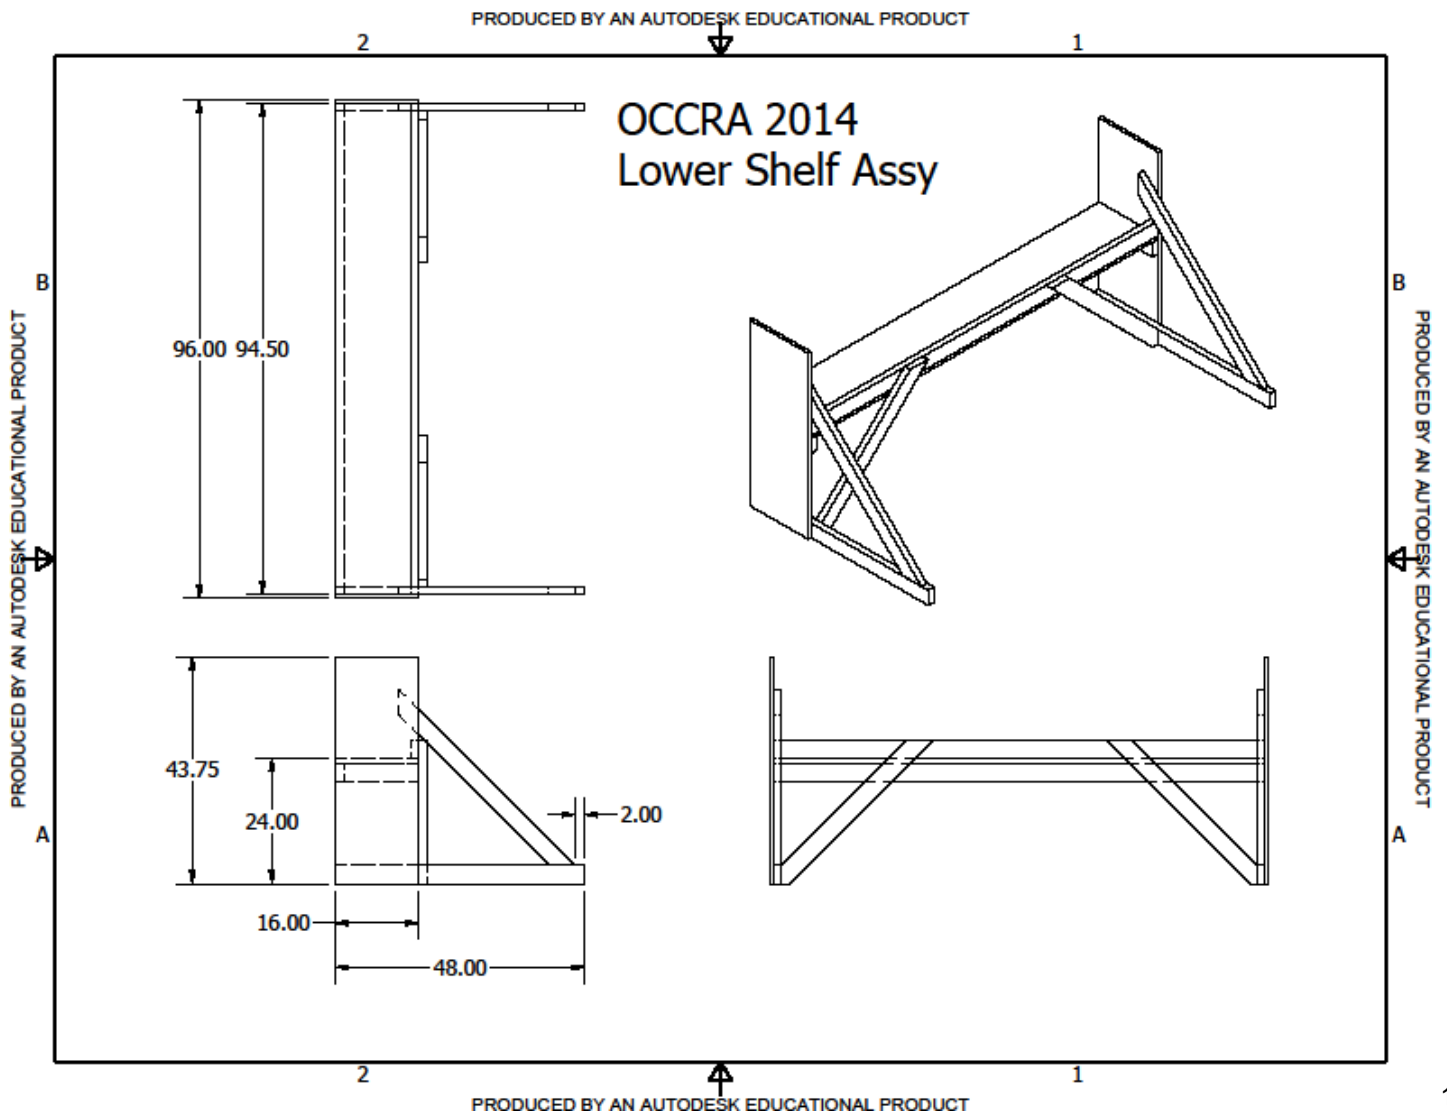 PRODUCED BY AN AUTODESK EDUCATIONAL PRODUCT
2
1
OCCRA 2014
Lower Shelf Assy
B
B
96.00
94.50
PRODUCED BY AN AUTODESK EDUCATIONAL PRODUCT
PRODUCED BY AN AUTODESK EDUCATIONAL PRODUCT
43.75
24.00
2.00
A
A
16.00
48.00
2
1
PRODUCED BY AN AUTODESK EDUCATIONAL PRODUCT